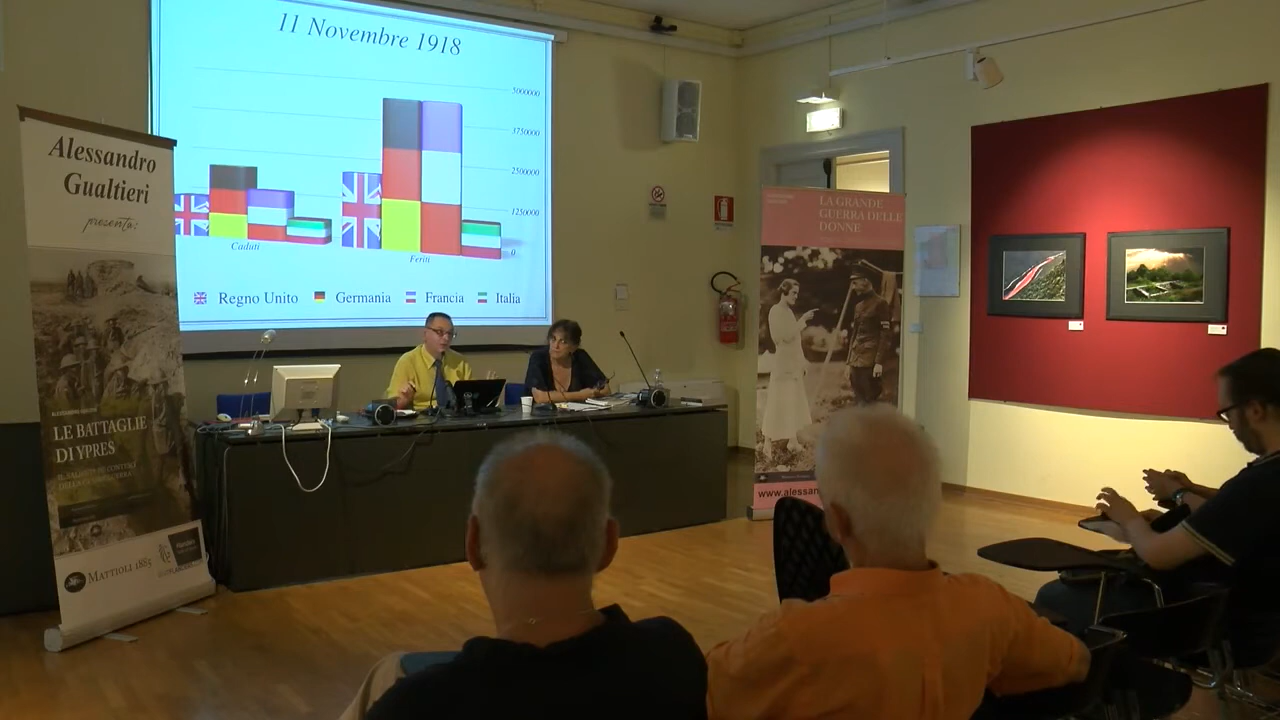 11 Novembre 1918
5000000
3750000
2500000
1250000
0
Caduti
Feriti
Regno Unito
Germania
Francia
Italia
Alessandro
Gualtieri
presenta:
LE BATTAGLIE
DI YPRES
MATTIOLI 1885
LA GRANDE
GUERRA DELLE
DONNE
www.alessan